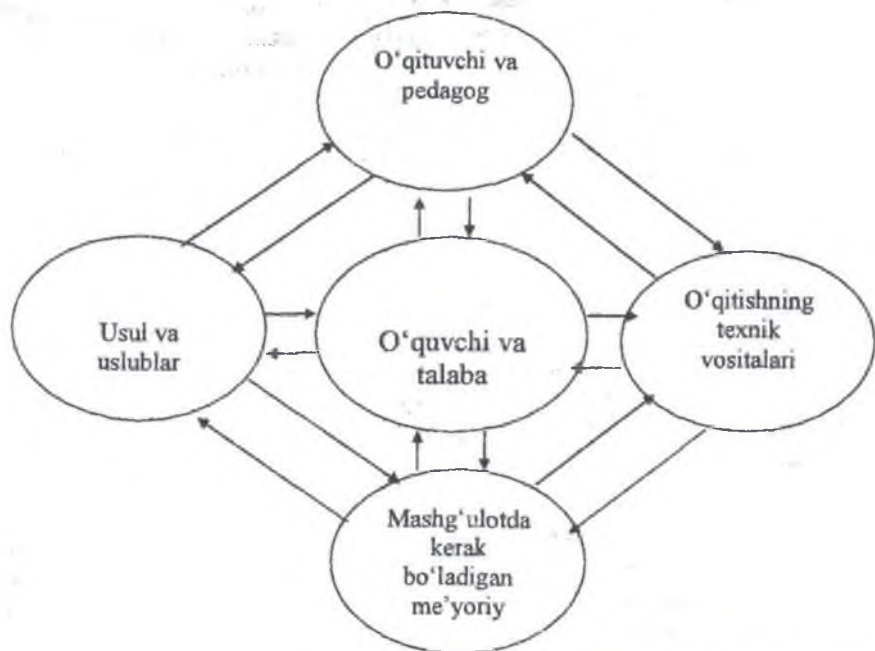 O‘qituvchi va
pedagog
Usul va
uslublar
O‘quvchi va
talaba
O‘qitishning
texnik
vositalari
Mashg‘ulotda
kerak
bo‘ladigan
me’yoriy